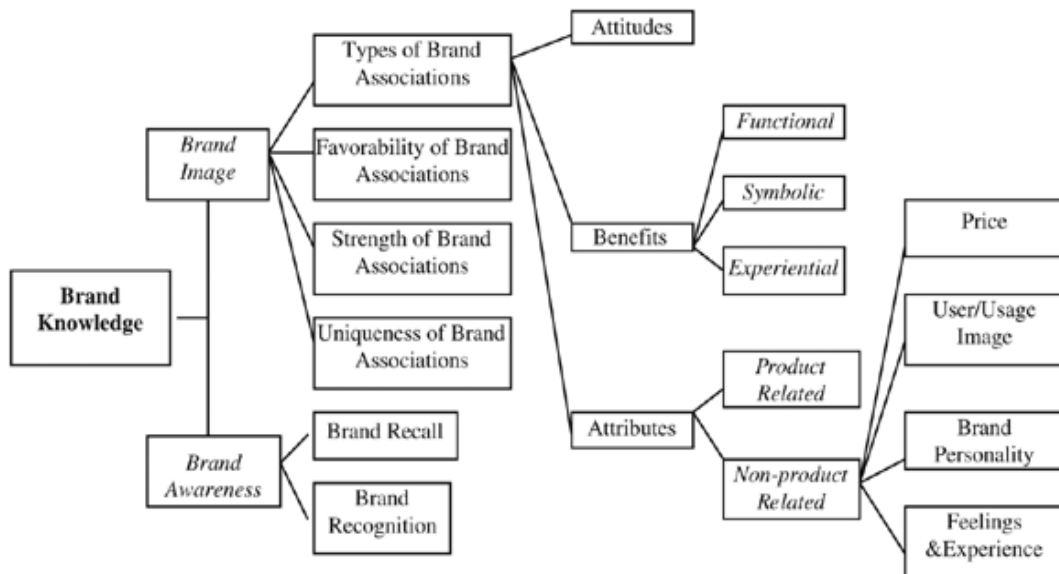 Brand
Knowledge
Brand
Image
Brand
Awareness
Types of Brand
Associations
Favorability of Brand
Associations
Strength of Brand
Associations
Uniqueness of Brand
Associations
Brand Recall
Brand
Recognition
Attitudes
Benefits
Attributes
Functional
Symbolic
Experiential
Product
Related
Non-product
Related
Price
User/Usage
Image
Brand
Personality
Feelings
&Experience